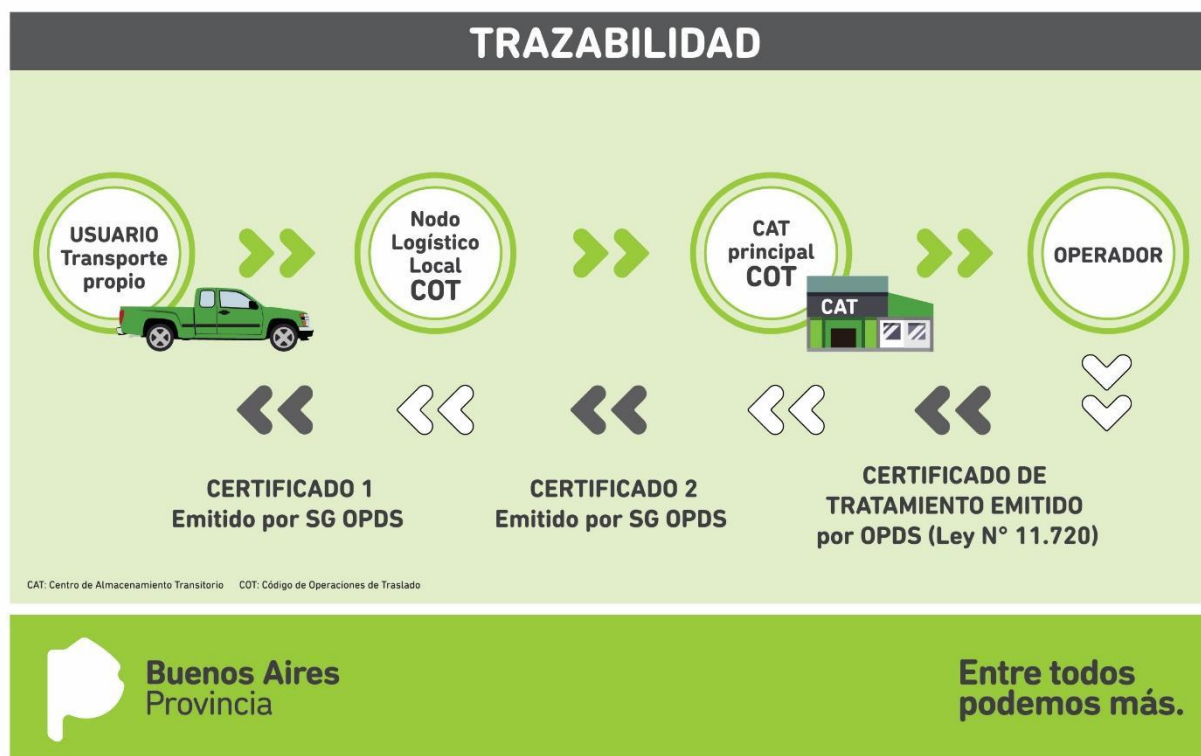 TRAZABILIDAD
USUARIO
Transporte
propio
Nodo
Logístico
Local
COT
CAT
principal
COT
CAT
OPERADOR
CERTIFICADO 1
Emitido por SG OPDS
CERTIFICADO 2
Emitido por SG OPDS
CERTIFICADO DE
TRATAMIENTO EMITIDO
por OPDS (Ley N° 11.720)
CAT: Centro de Almacenamiento Transitorio COT: Código de Operaciones de Traslado
Buenos Aires
Provincia
Entre todos
podemos más.